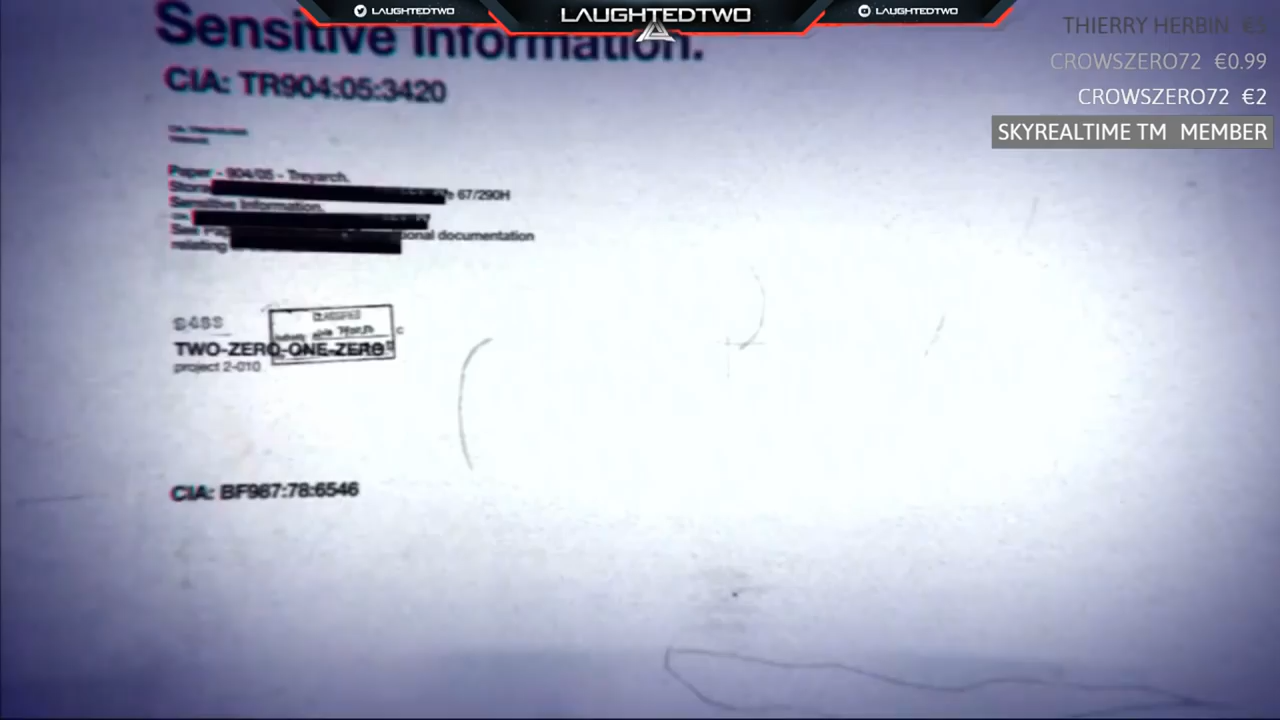 LAUGHTEDTWO
LAUGHTEDTWO
LAUGHTEDTWO
THIERRY HERBIN €5
CROWSZERO72 €0.99
CROWSZERO72 €2
SKYREALTIME TM MEMBER
Sensitive Information.
CIA: TR904:05:3420
Paper - 904/05 - Treyarch.
67/290H
Sensitive Information.
See onal documentation
relating
TWO-ZERO-ONE-ZERO
project 2-010
CLASSIFIED
CIA: BF987:78:6546